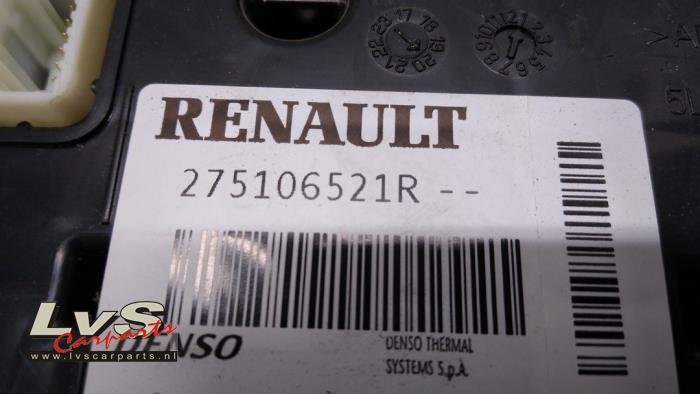 RENAULT
275106521R --
DENSO
DENSO THERMAL
SYSTEMS S.p.A.
LvS
Carparts
www.lvscarparts.nl